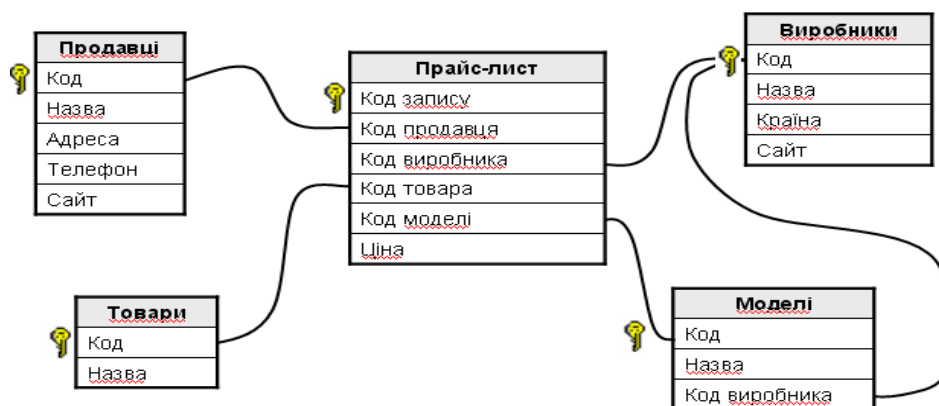 Продавці
Код
Назва
Адреса
Телефон
Сайт
Прайс-лист
Код запису
Код продавця
Код виробника
Код товара
Код моделі
Ціна
Виробники
Код
Назва
Країна
Сайт
Товари
Код
Назва
Моделі
Код
Назва
Код виробника